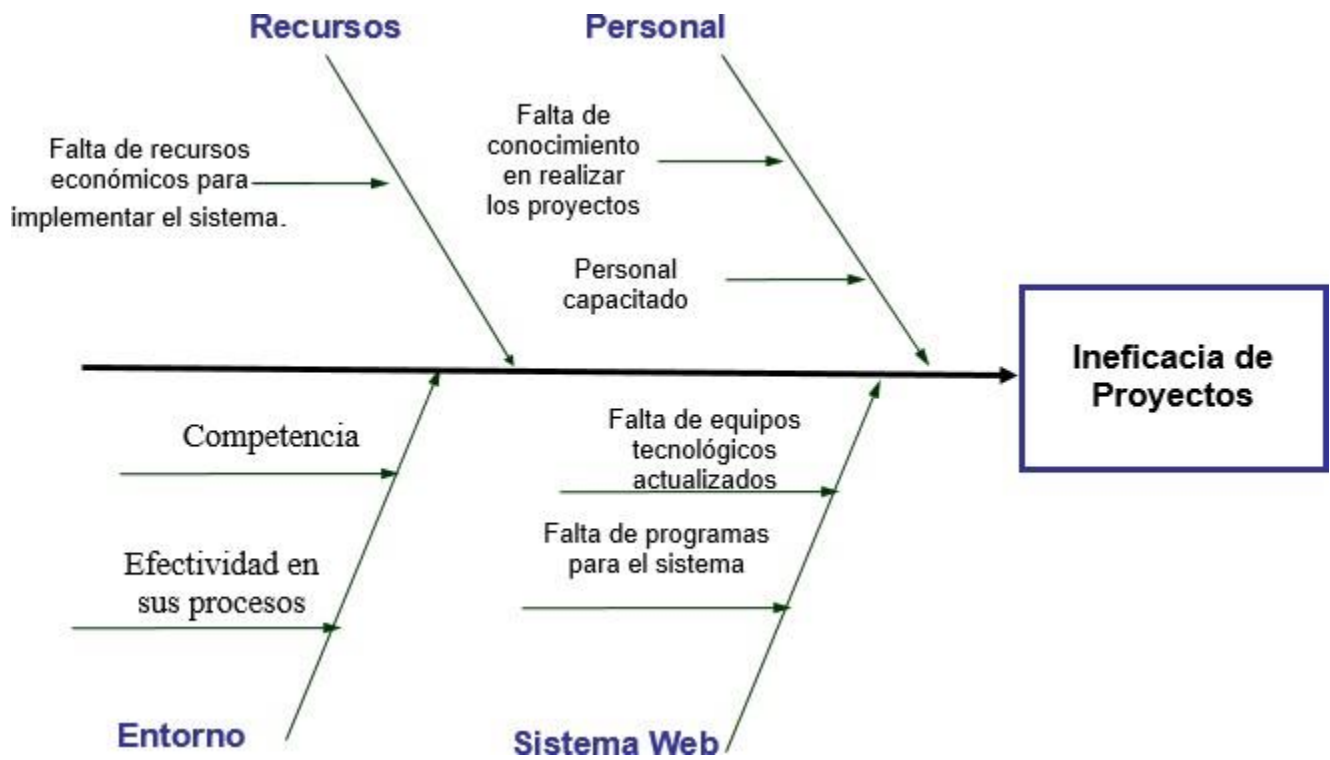 Recursos
Personal
Falta de recursos
económicos para
implementar el sistema.
Falta de
conocimiento
en realizar
los proyectos
Personal
capacitado
Ineficacia de
Proyectos
Competencia
Efectividad en
sus procesos
Falta de equipos
tecnológicos
actualizados
Falta de programas
para el sistema
Entorno
Sistema Web